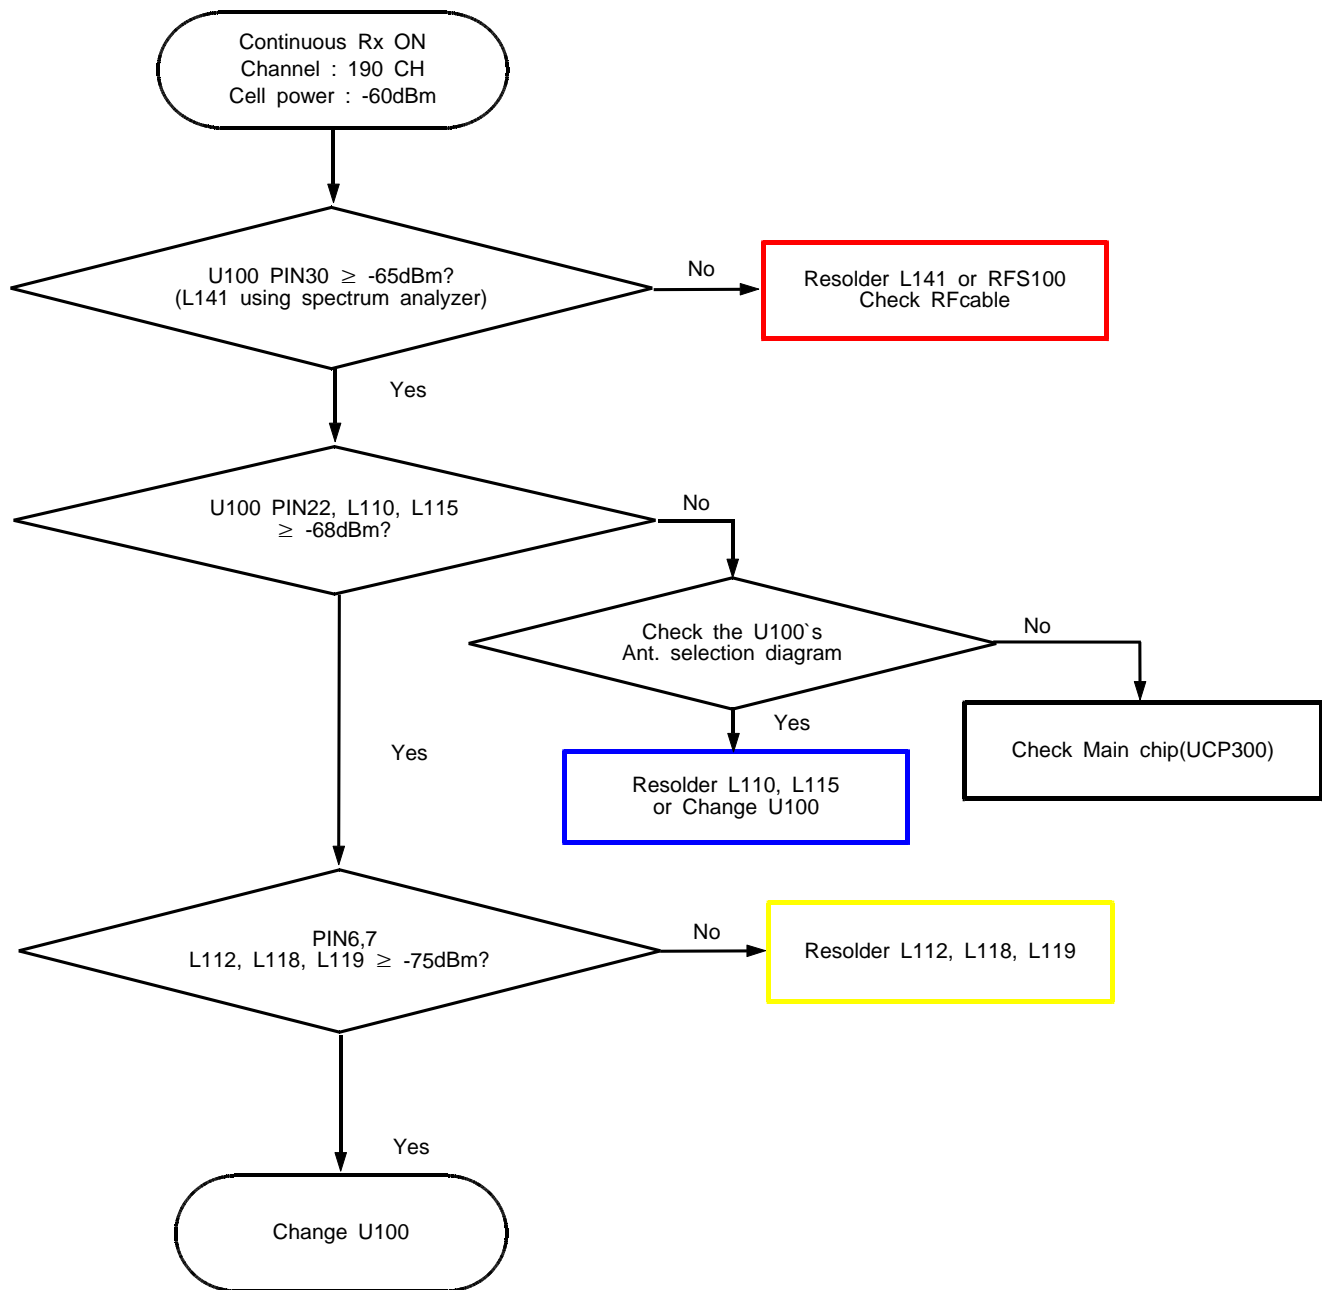 Continuous Rx ON
Channel : 190 CH
Cell power : -60dBm
U100 PIN30 ≥ -65dBm?
(L141 using spectrum analyzer)
No
Resolder L141 or RFS100
Check RFcable
Yes
U100 PIN22, L110, L115
≥ -68dBm?
No
Check the U100`s
Ant. selection diagram
No
Yes
Check Main chip(UCP300)
Yes
Resolder L110, L115
or Change U100
PIN6,7
L112, L118, L119 ≥ -75dBm?
No
Resolder L112, L118, L119
Yes
Change U100